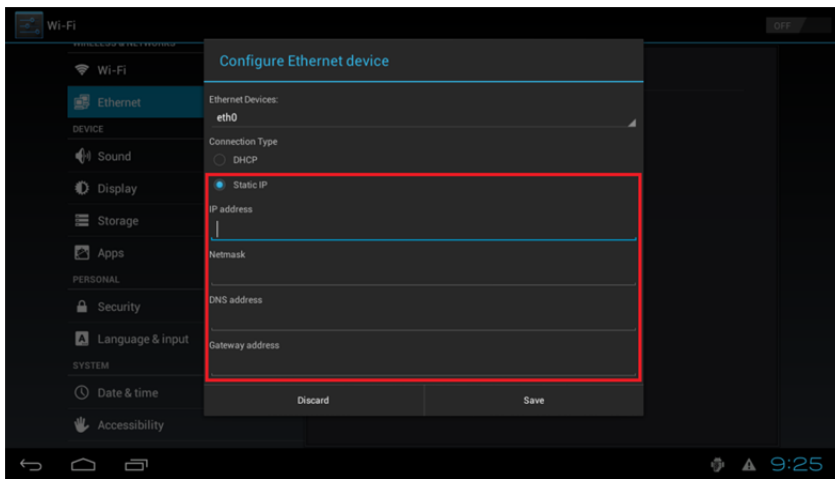 Wi-Fi
OFF
WIRELESS & NETWORKS
Wi-Fi
Ethernet
DEVICE
Sound
Display
Storage
Apps
PERSONAL
Security
Language & input
SYSTEM
Date & time
Accessibility
Configure Ethernet device
Ethernet Devices:
eth0
Connection Type
DHCP
Static IP
IP address
Netmask
DNS address
Gateway address
Discard
Save
9:25